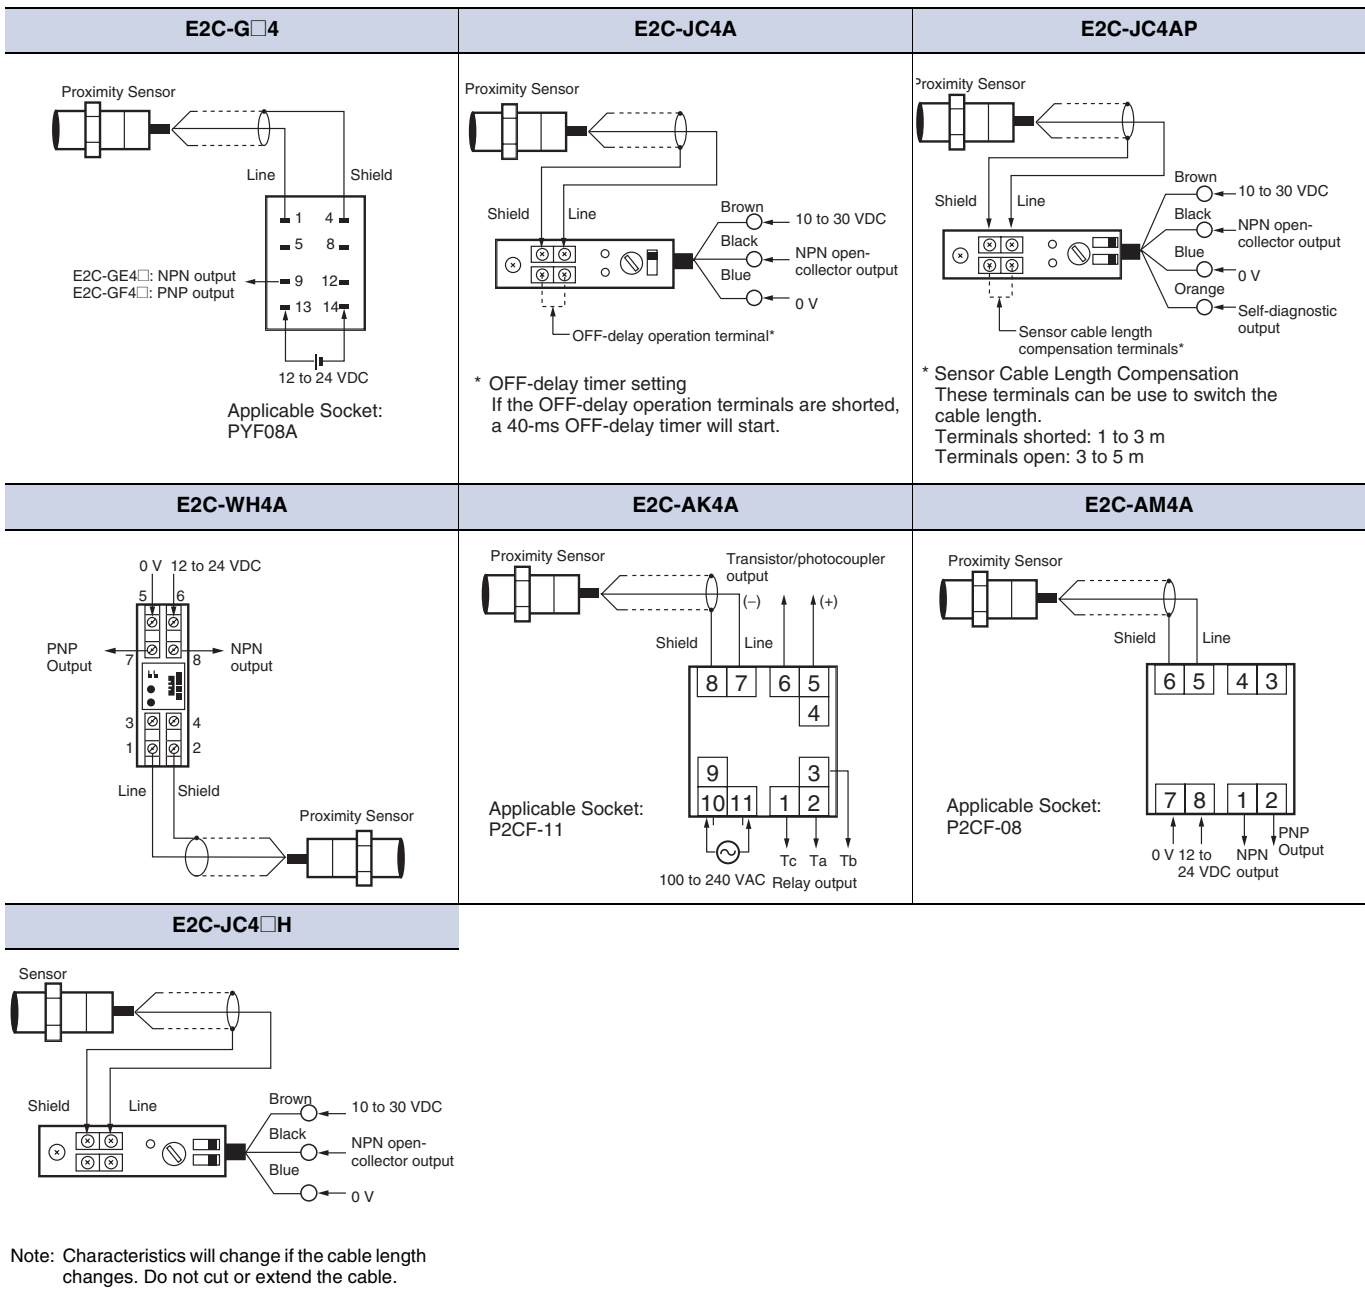 E2C-G□4
Proximity Sensor
Line
Shield
1 4
5 8
E2C-GE4□: NPN output
E2C-GF4□: PNP output
9 12
13 14
12 to 24 VDC
Applicable Socket:
PYF08A
E2C-JC4A
Proximity Sensor
Shield
Line
Brown
10 to 30 VDC
Black
NPN open-
collector output
Blue
0 V
OFF-delay operation terminal*
* OFF-delay timer setting
If the OFF-delay operation terminals are shorted,
a 40-ms OFF-delay timer will start.
E2C-JC4AP
Proximity Sensor
Shield
Line
Brown
10 to 30 VDC
Black
NPN open-
collector output
Blue
0 V
Orange
Self-diagnostic
output
Sensor cable length
compensation terminals*
* Sensor Cable Length Compensation
These terminals can be use to switch the
cable length.
Terminals shorted: 1 to 3 m
Terminals open: 3 to 5 m
E2C-WH4A
0 V 12 to 24 VDC
5 6
PNP
Output
7 8
NPN
output
3 4
1 2
Line
Shield
Proximity Sensor
E2C-AK4A
Proximity Sensor
Transistor/photocoupler
output
(−) (+)
Shield
Line
8 7 6 5
4
9 3
10 11 1 2
Applicable Socket:
P2CF-11
Tc Ta Tb
100 to 240 VAC
Relay output
E2C-AM4A
Proximity Sensor
Shield
Line
6 5 4 3
7 8 1 2
Applicable Socket:
P2CF-08
0 V 12 to
24 VDC
NPN
output
PNP
Output
E2C-JC4□H
Sensor
Shield
Line
Brown
10 to 30 VDC
Black
NPN open-
collector output
Blue
0 V
Note: Characteristics will change if the cable length
changes. Do not cut or extend the cable.